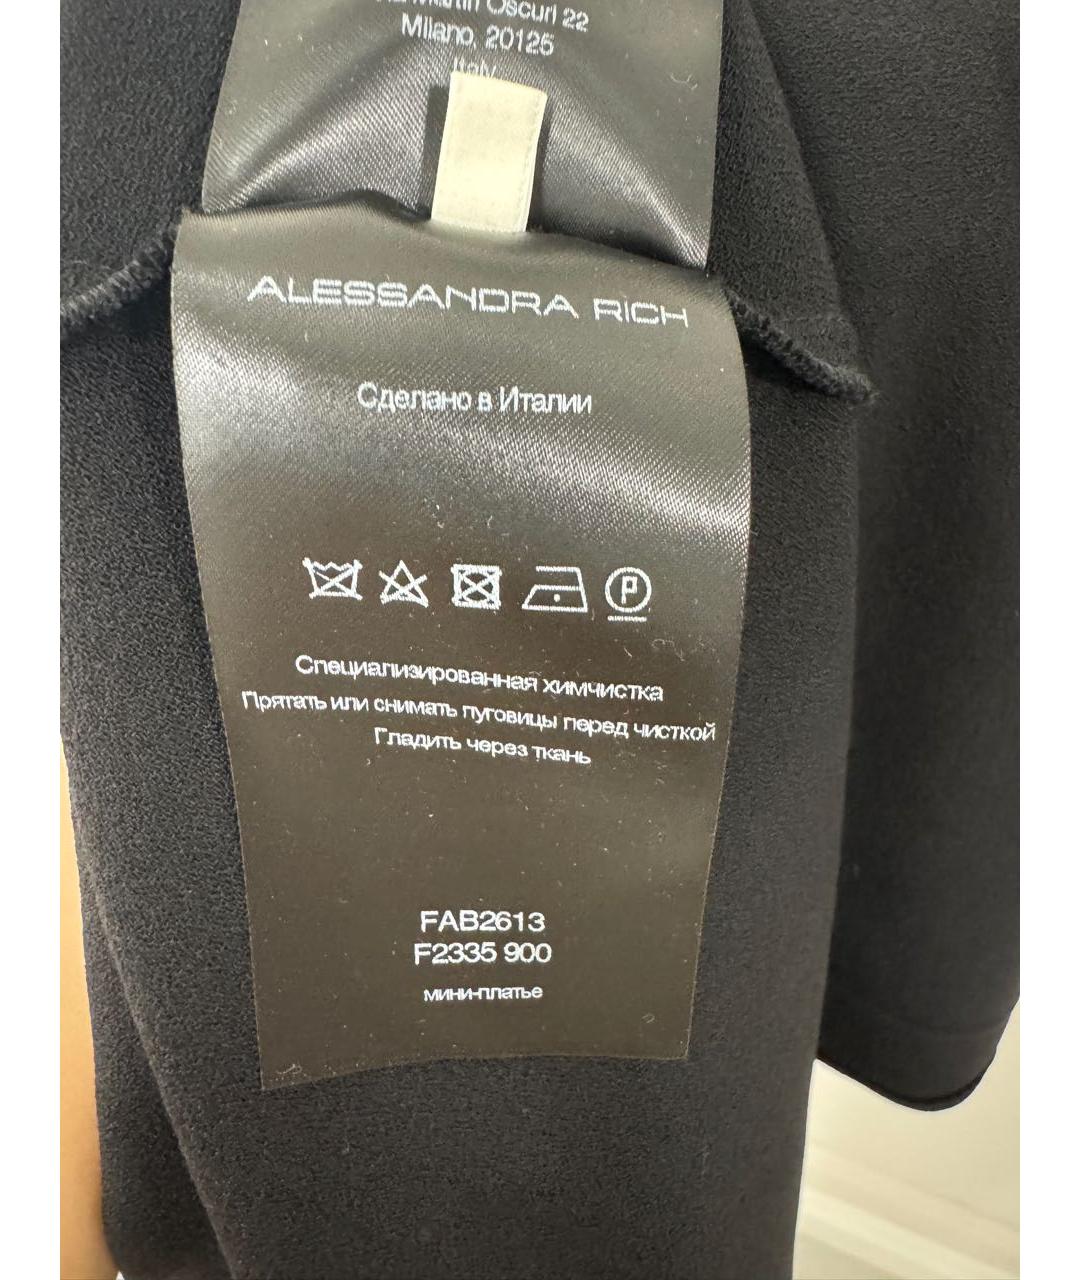 Oscuri 22
Milano, 20125
Italy
ALESSANDRA RICH
Сделано в Италии
P
Специализированная химчистка
Прятать или снимать пуговицы перед чисткой
Гладить через ткань
FAB2613
F2335 900
мини-платье